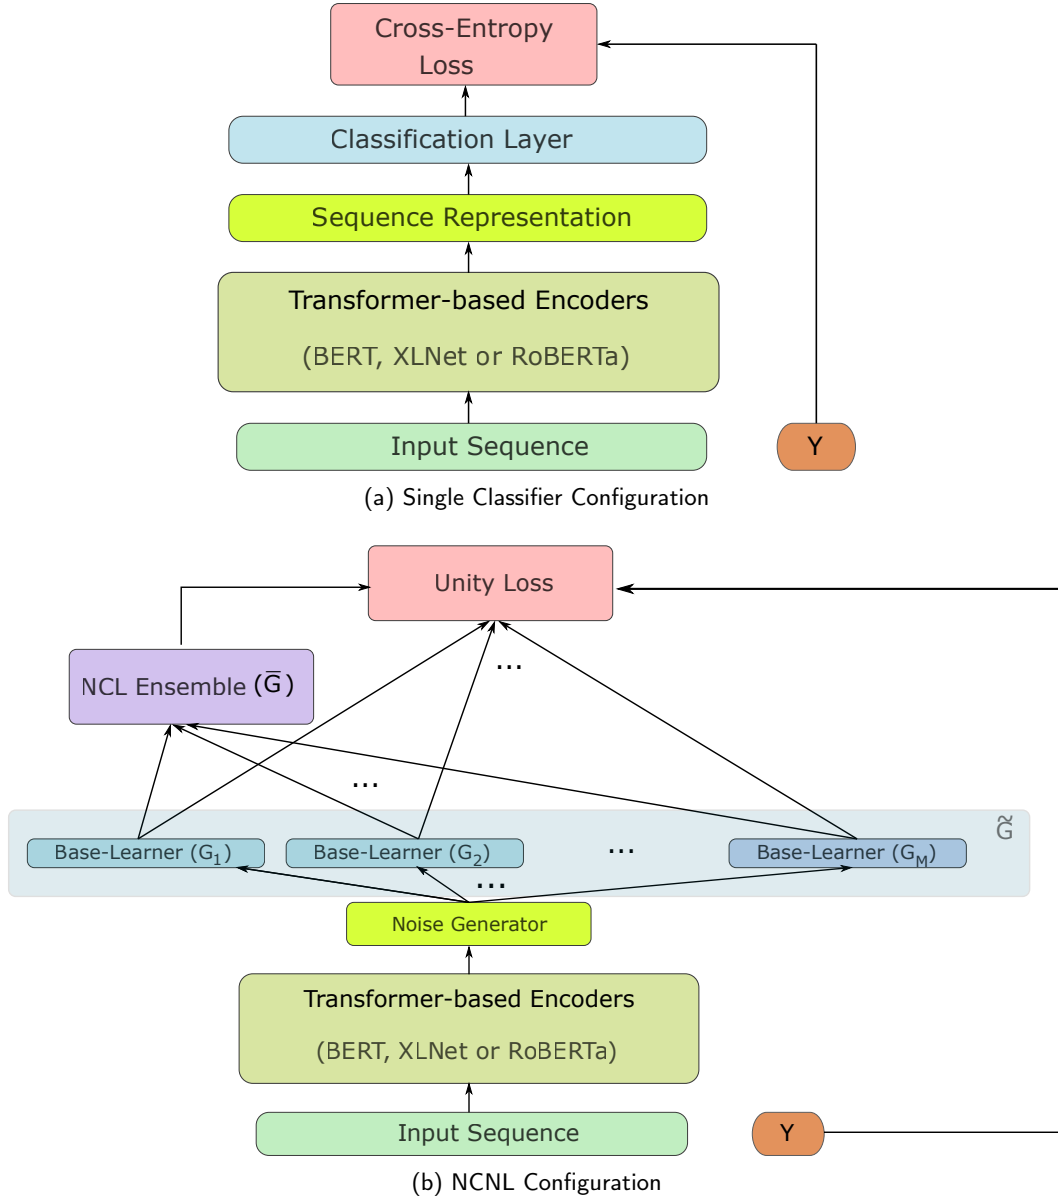 Cross-Entropy
Loss
Classification Layer
Sequence Representation
Transformer-based Encoders
(BERT, XLNet or RoBERTa)
Input Sequence
Y
(a) Single Classifier Configuration
Unity Loss
...
NCL Ensemble (G̅)
...
G̃̃
Base-Learner (G₁)
Base-Learner (G₂)
...
Base-Learner (G_M)
...
Noise Generator
Transformer-based Encoders
(BERT, XLNet or RoBERTa)
Input Sequence
Y
(b) NCNL Configuration